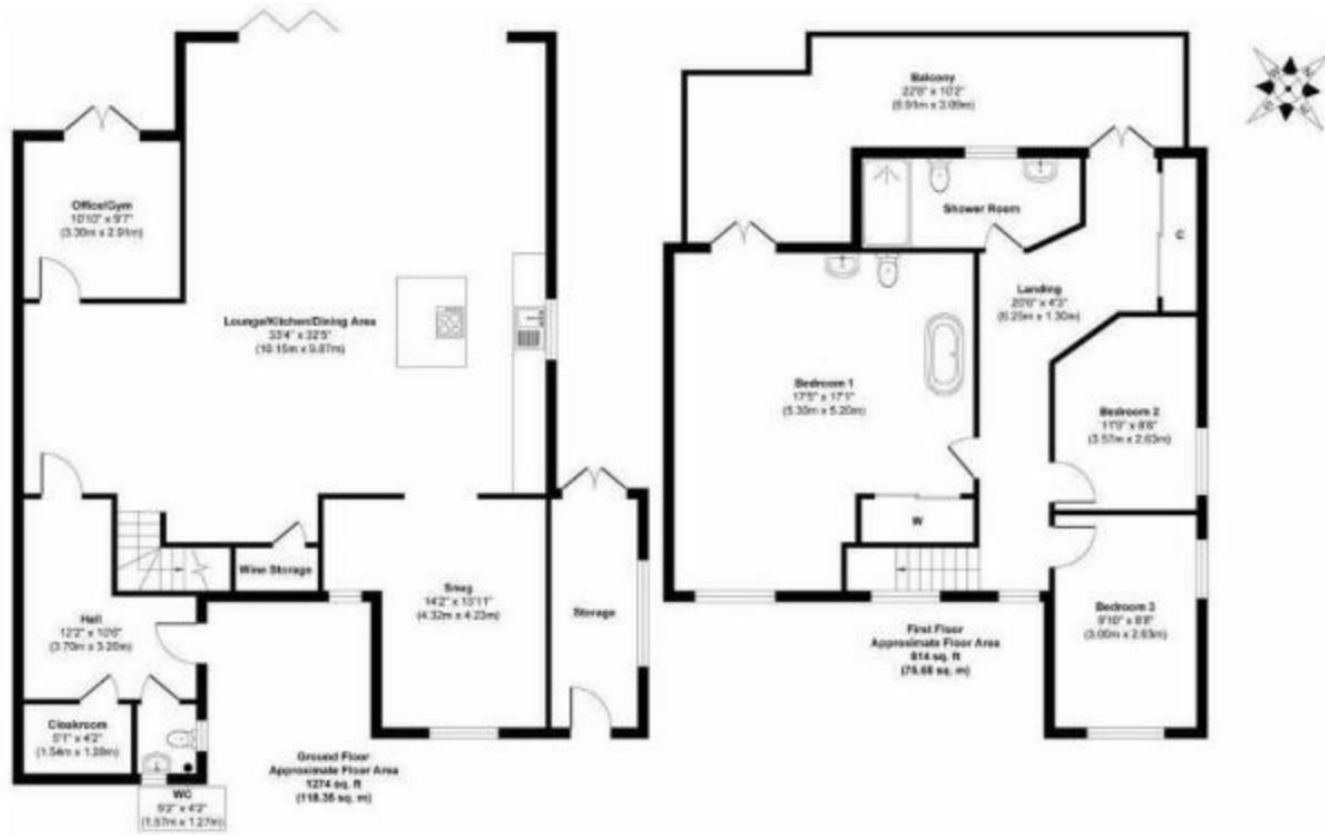 Office/Gym
10'10" x 9'7"
(3.30m x 2.91m)
Lounge/Kitchen/Dining Area
33'4" x 32'5"
(10.15m x 9.87m)
Wine Storage
Snug
14'2" x 13'11"
(4.32m x 4.23m)
Storage
Hall
12'2" x 10'6"
(3.70m x 3.20m)
Cloakroom
5'1" x 4'2"
(1.54m x 1.28m)
WC
5'2" x 4'2"
(1.57m x 1.27m)
Ground Floor
Approximate Floor Area
1274 sq. ft
(118.35 sq. m)
Balcony
22'8" x 10'2"
(6.91m x 3.09m)
Shower Room
C
Landing
20'6" x 4'3"
(6.25m x 1.30m)
Bedroom 1
17'5" x 17'1"
(5.30m x 5.20m)
W
Bedroom 2
11'9" x 8'8"
(3.57m x 2.63m)
Bedroom 3
9'10" x 8'8"
(3.00m x 2.63m)
First Floor
Approximate Floor Area
814 sq. ft
(75.66 sq. m)